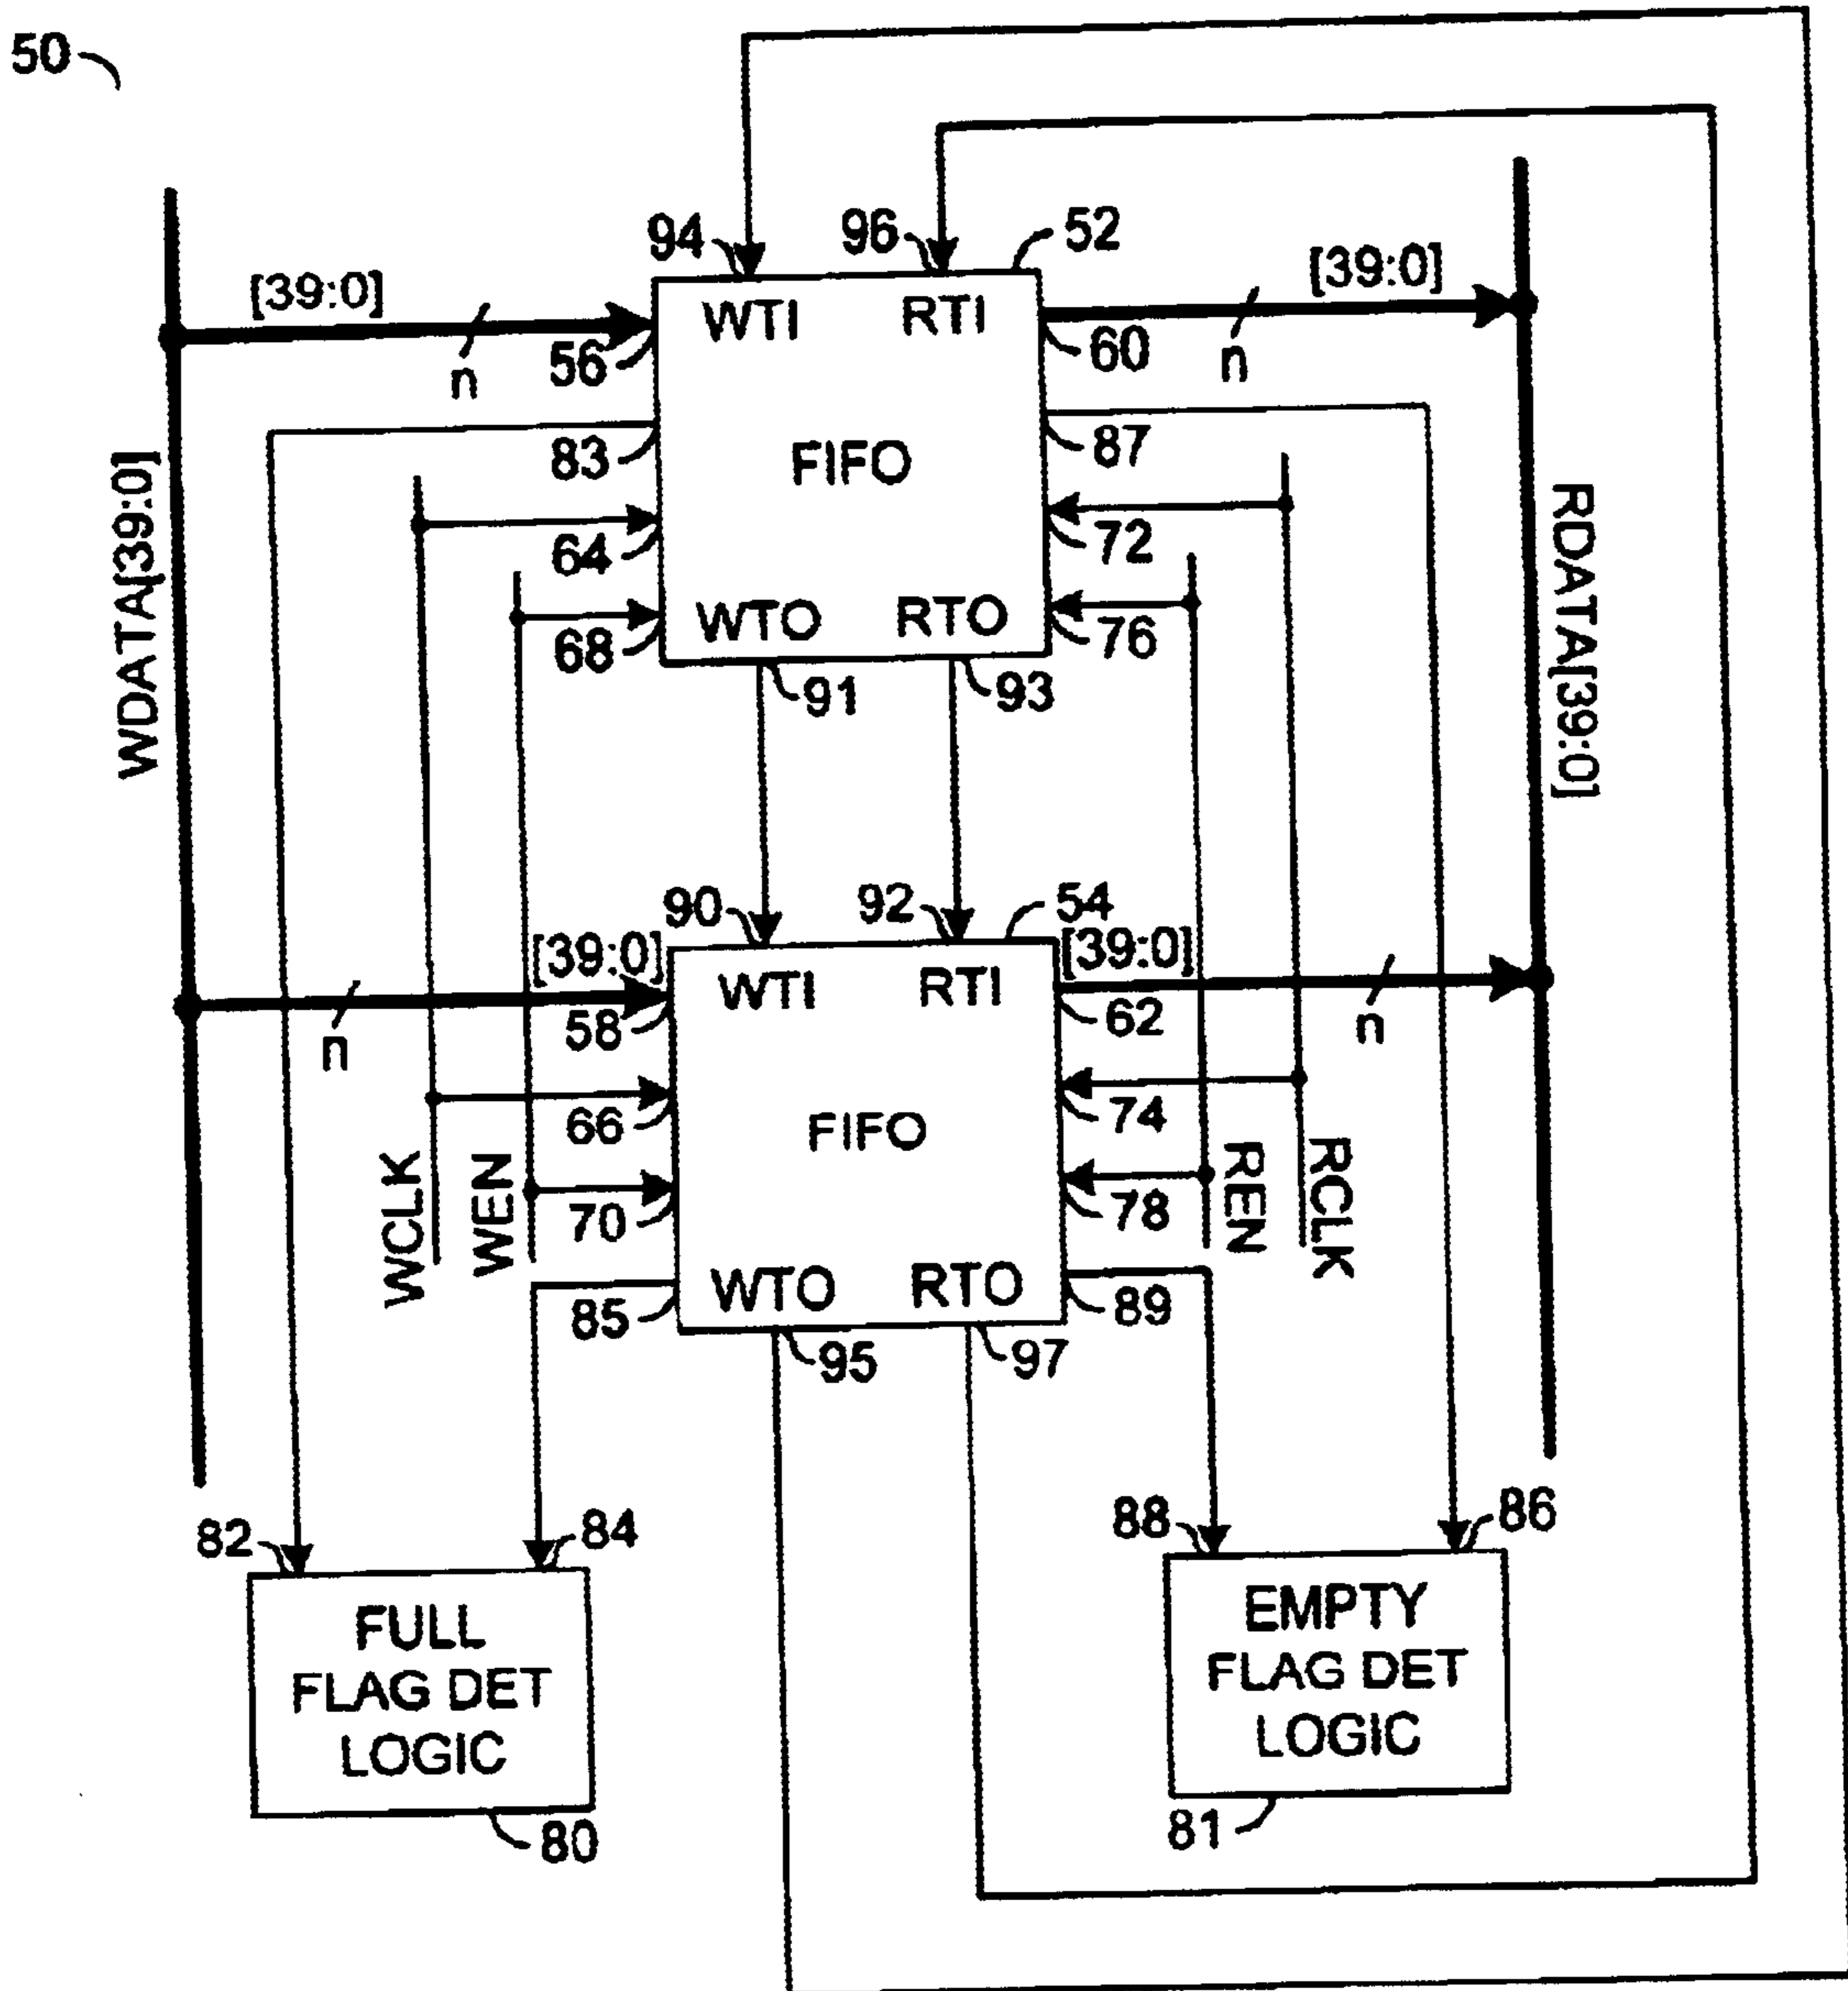 50
94
96
52
[39:0]
[39:0]
WTI
RTI
56
60
n
n
83
FIFO
87
WDATA[39:0]
RDATA[39:0]
64
72
WTO
RTO
68
76
91
93
90
92
54
[39:0]
[39:0]
WTI
RTI
58
62
n
n
66
FIFO
74
WCLK
WEN
REN
RCLK
70
78
WTO
RTO
85
89
95
97
82
84
88
86
FULL
FLAG DET
LOGIC
EMPTY
FLAG DET
LOGIC
80
81